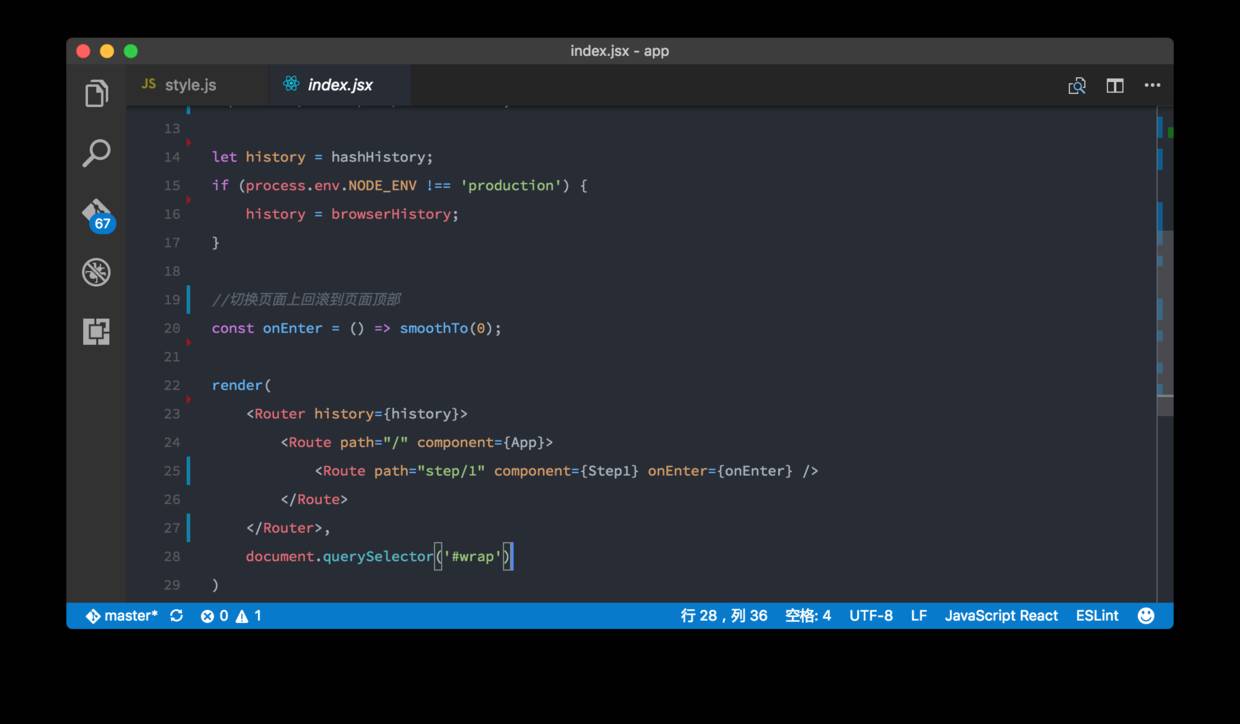 index.jsx - app
JS style.js
index.jsx
67
13
14 let history = hashHistory;
15 if (process.env.NODE_ENV !== 'production') {
16     history = browserHistory;
17 }
18
19 //切换页面上回滚到页面顶部
20 const onEnter = () => smoothTo(0);
21
22 render(
23     <Router history={history}>
24         <Route path="/" component={App}>
25             <Route path="step/1" component={Step1} onEnter={onEnter} />
26         </Route>
27     </Router>,
28     document.querySelector('#wrap')
29 )
master* 0 1 行 28，列 36 空格: 4 UTF-8 LF JavaScript React ESLint